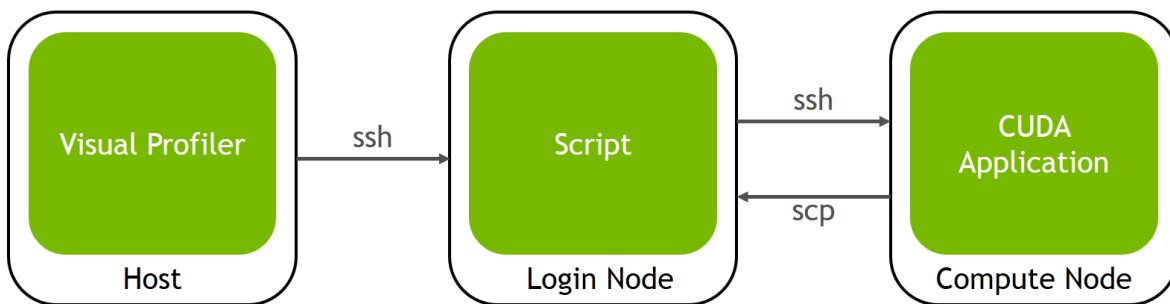 Visual Profiler
Host
ssh
Script
Login Node
ssh
scp
CUDA
Application
Compute Node